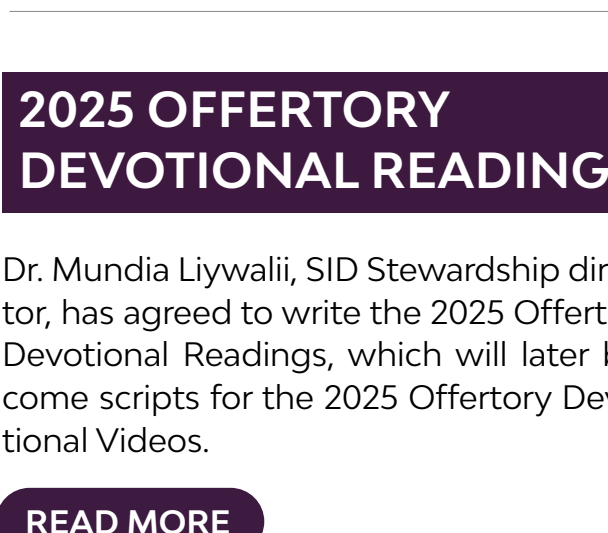 2025 OFFERTORY
DEVOTIONAL READING
Dr. Mundia Liywalii, SID Stewardship dir
tor, has agreed to write the 2025 Offert
Devotional Readings, which will later b
come scripts for the 2025 Offertory Dev
tional Videos.
READ MORE